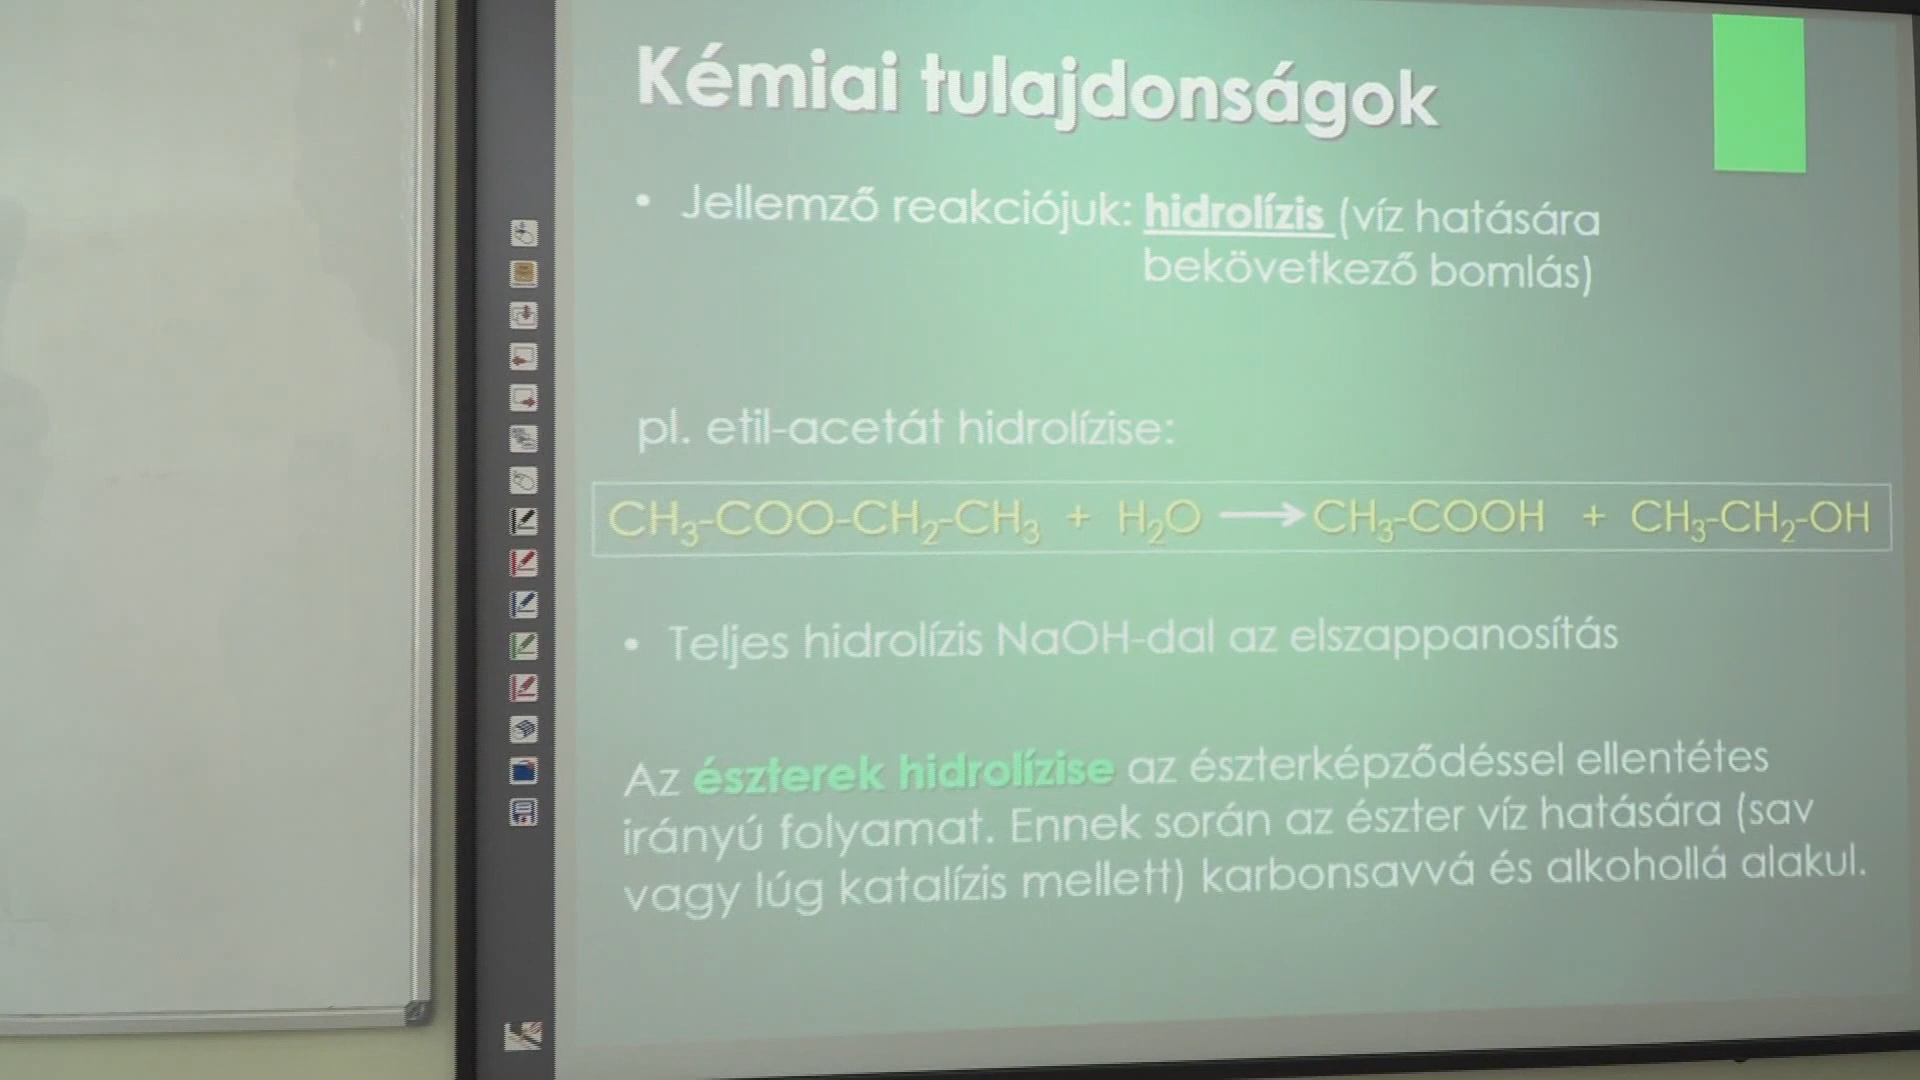 Kémiai tulajdonságok
• Jellemző reakciójuk: hidrolízis (víz hatására
bekövetkező bomlás)
pl. etil-acetát hidrolízise:
CH₃-COO-CH₂-CH₃ + H₂O ⟶ CH₃-COOH + CH₃-CH₂-OH
• Teljes hidrolízis NaOH-dal az elszappanosítás
Az észterek hidrolízise az észterképződéssel ellentétes
irányú folyamat. Ennek során az észter víz hatására (sav
vagy lúg katalízis mellett) karbonsavvá és alkohollá alakul.